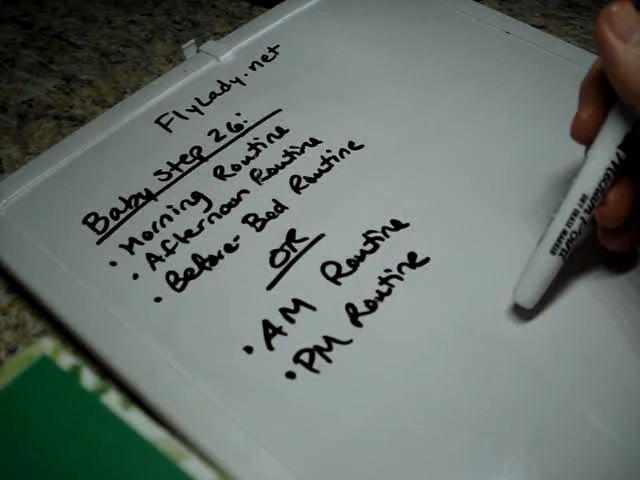 FlyLady.net
Baby Step 26:
• Morning Routine
• Afternoon Routine
• Before-Bed Routine
OR
• AM Routine
• PM Routine